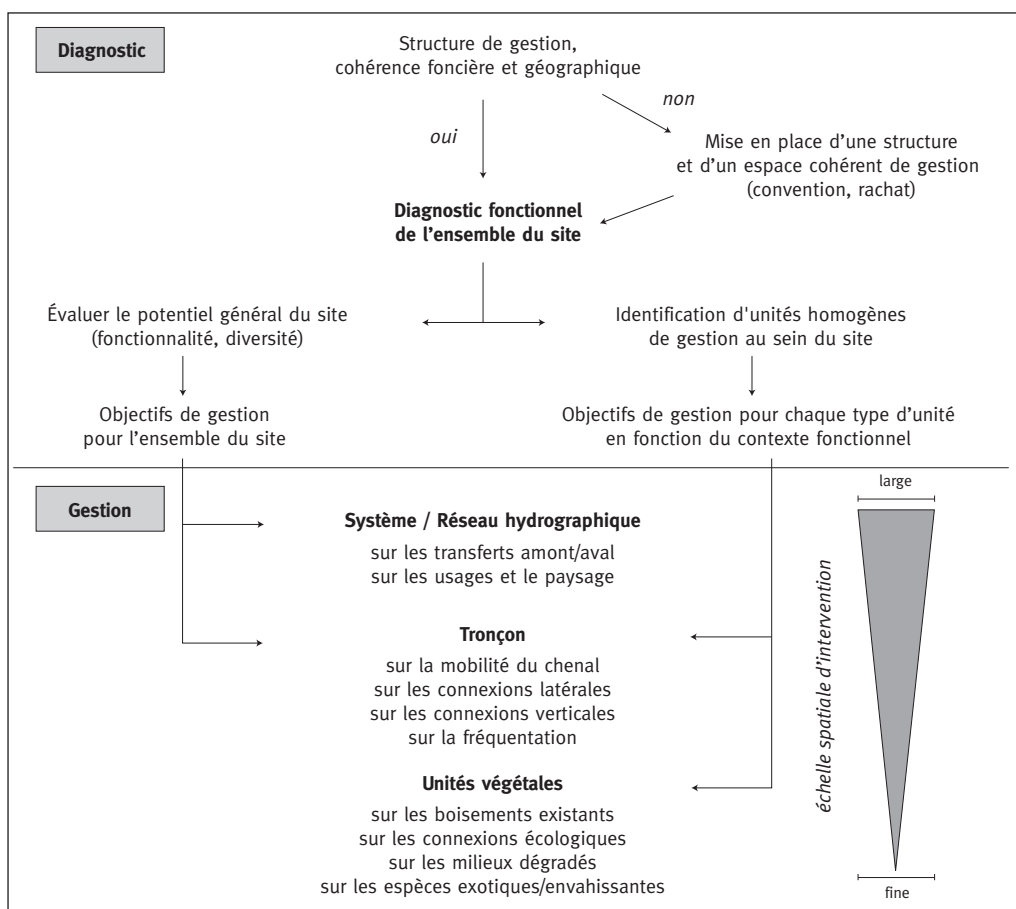 Diagnostic
Structure de gestion,
cohérence foncière et géographique
non
oui
Mise en place d’une structure
et d’un espace cohérent de gestion
(convention, rachat)
Diagnostic fonctionnel
de l’ensemble du site
Évaluer le potentiel général du site
(fonctionnalité, diversité)
Identification d'unités homogènes
de gestion au sein du site
Objectifs de gestion
pour l’ensemble du site
Objectifs de gestion pour chaque type d’unité
en fonction du contexte fonctionnel
Gestion
large
Système / Réseau hydrographique
sur les transferts amont/aval
sur les usages et le paysage
Tronçon
sur la mobilité du chenal
sur les connexions latérales
sur les connexions verticales
sur la fréquentation
Unités végétales
sur les boisements existants
sur les connexions écologiques
sur les milieux dégradés
sur les espèces exotiques/envahissantes
échelle spatiale d’intervention
fine